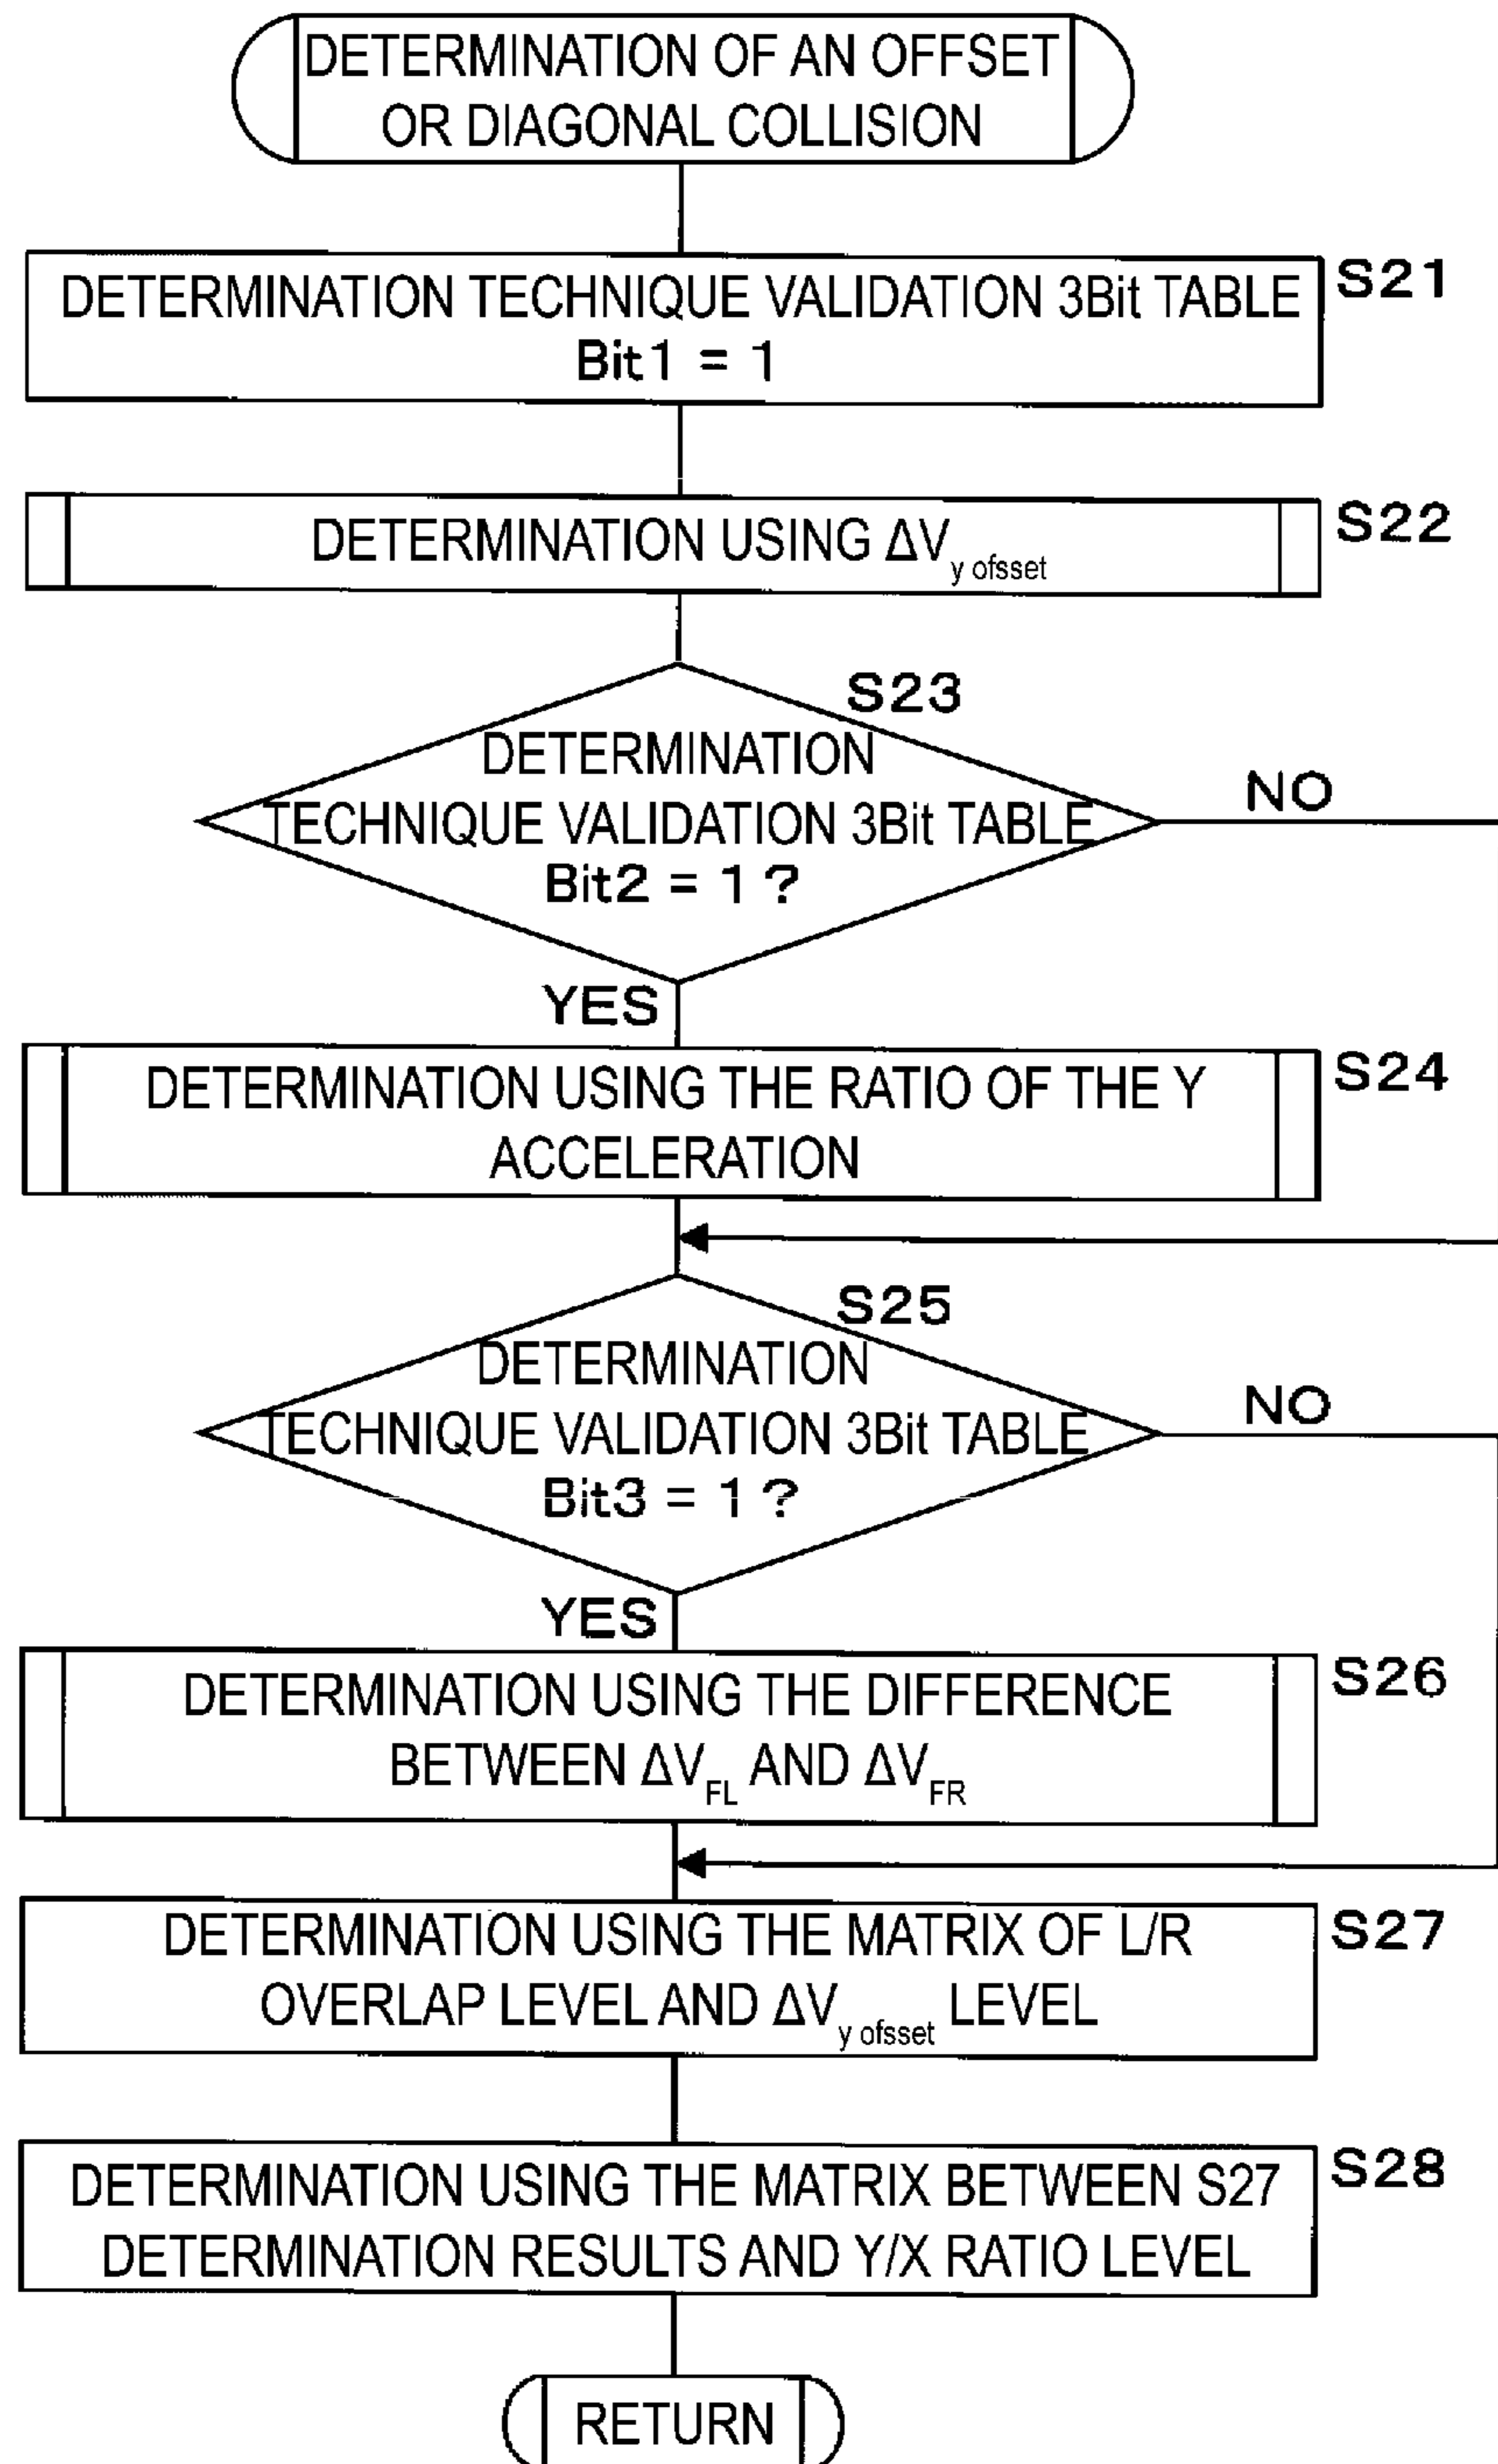 DETERMINATION OF AN OFFSET
OR DIAGONAL COLLISION
DETERMINATION TECHNIQUE VALIDATION 3Bit TABLE
Bit1 = 1
S21
DETERMINATION USING ΔVy ofsset
S22
S23
DETERMINATION
TECHNIQUE VALIDATION 3Bit TABLE
Bit2 = 1 ?
NO
YES
DETERMINATION USING THE RATIO OF THE Y
ACCELERATION
S24
S25
DETERMINATION
TECHNIQUE VALIDATION 3Bit TABLE
Bit3 = 1 ?
NO
YES
DETERMINATION USING THE DIFFERENCE
BETWEEN ΔVFL AND ΔVFR
S26
DETERMINATION USING THE MATRIX OF L/R
OVERLAP LEVEL AND ΔVy ofsset LEVEL
S27
DETERMINATION USING THE MATRIX BETWEEN S27
DETERMINATION RESULTS AND Y/X RATIO LEVEL
S28
RETURN